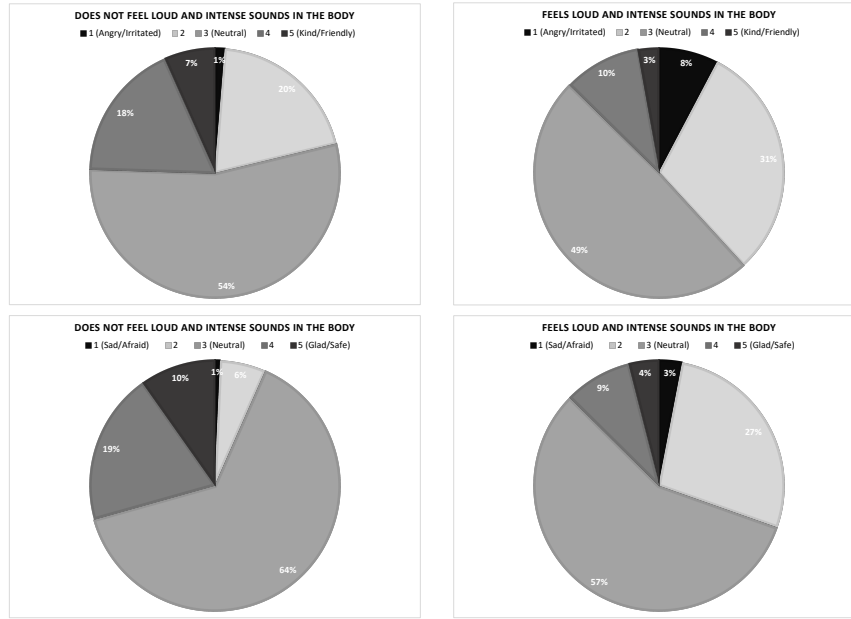 DOES NOT FEEL LOUD AND INTENSE SOUNDS IN THE BODY
1 (Angry/Irritated) 2 3 (Neutral) 4 5 (Kind/Friendly)
7%
1%
20%
18%
54%
FEELS LOUD AND INTENSE SOUNDS IN THE BODY
1 (Angry/Irritated) 2 3 (Neutral) 4 5 (Kind/Friendly)
3%
8%
10%
31%
49%
DOES NOT FEEL LOUD AND INTENSE SOUNDS IN THE BODY
1 (Sad/Afraid) 2 3 (Neutral) 4 5 (Glad/Safe)
10%
1%
6%
19%
64%
FEELS LOUD AND INTENSE SOUNDS IN THE BODY
1 (Sad/Afraid) 2 3 (Neutral) 4 5 (Glad/Safe)
4%
3%
9%
27%
57%